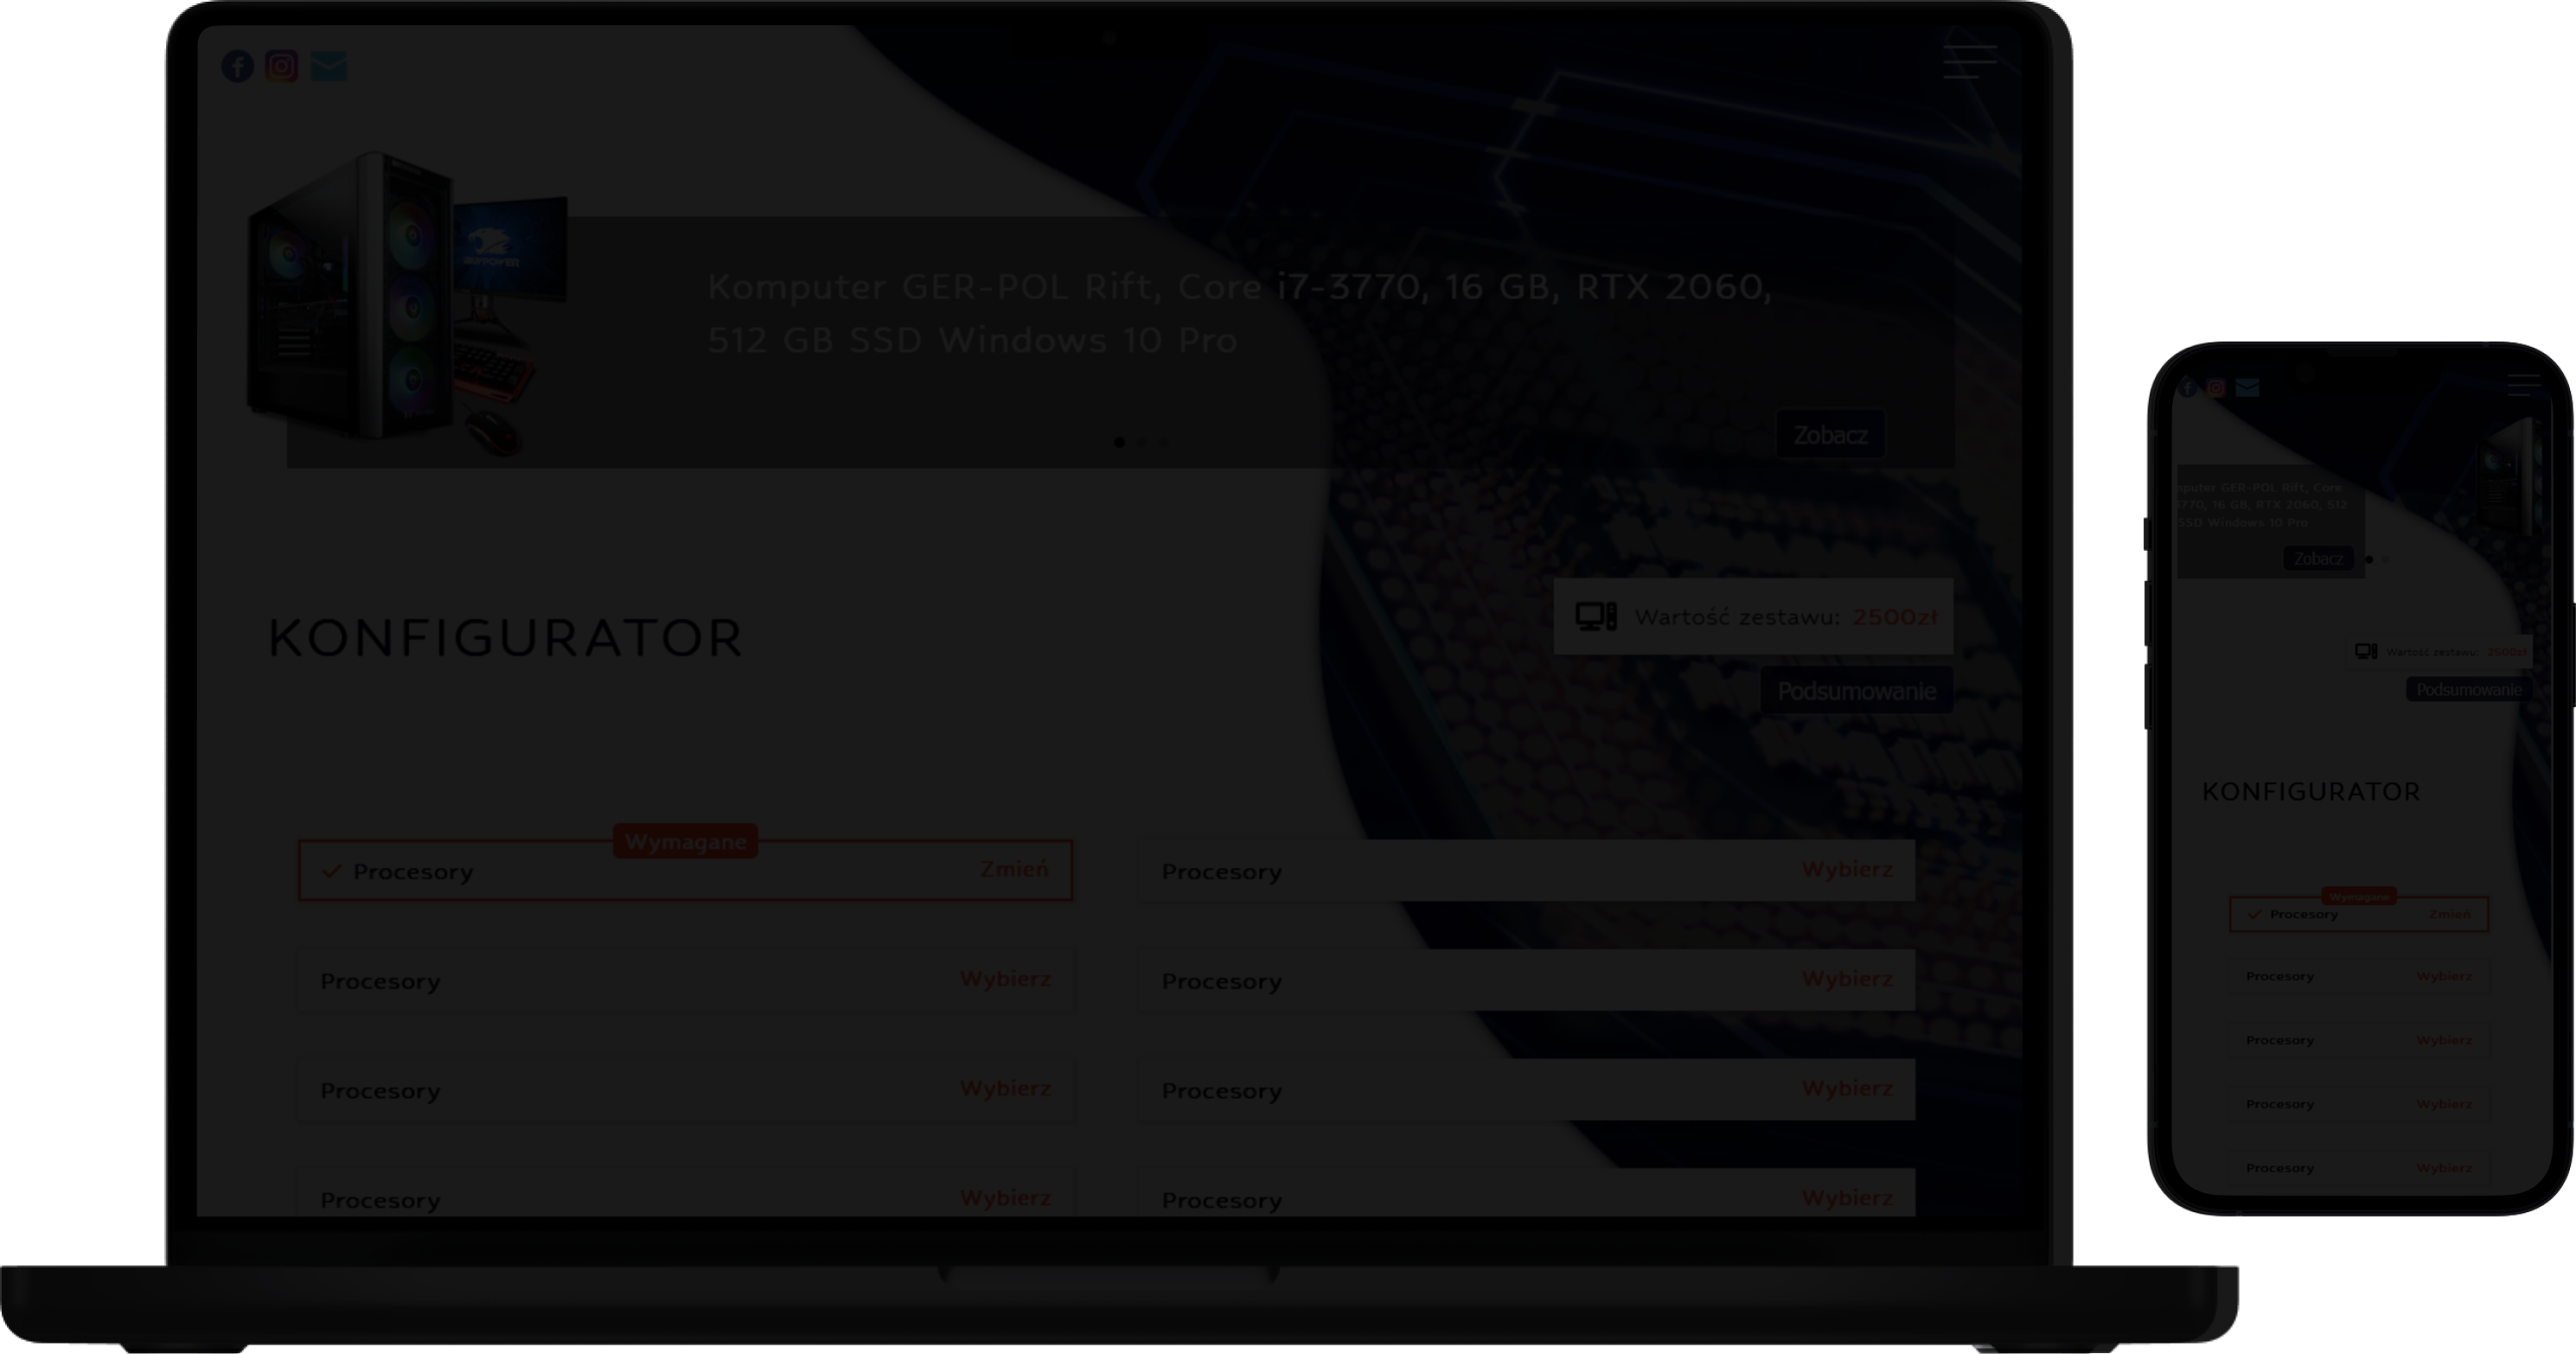 Komputer GER-POL Rift, Core i7-3770, 16 GB, RTX 2060,
512 GB SSD Windows 10 Pro
Zobacz
KONFIGURATOR
Wartość zestawu: 2500zł
Podsumowanie
Wymagane
Procesory Zmień
Procesory Wybierz
Procesory Wybierz
Procesory Wybierz
Procesory Wybierz
Procesory Wybierz
Procesory Wybierz
Procesory Wybierz
puter GER-POL Rift, Core
3770, 16 GB, RTX 2060, 512
SSD Windows 10 Pro
Zobacz
Wartość zestawu: 2500zł
Podsumowanie
KONFIGURATOR
Wymagane
Procesory Zmień
Procesory Wybierz
Procesory Wybierz
Procesory Wybierz
Procesory Wybierz